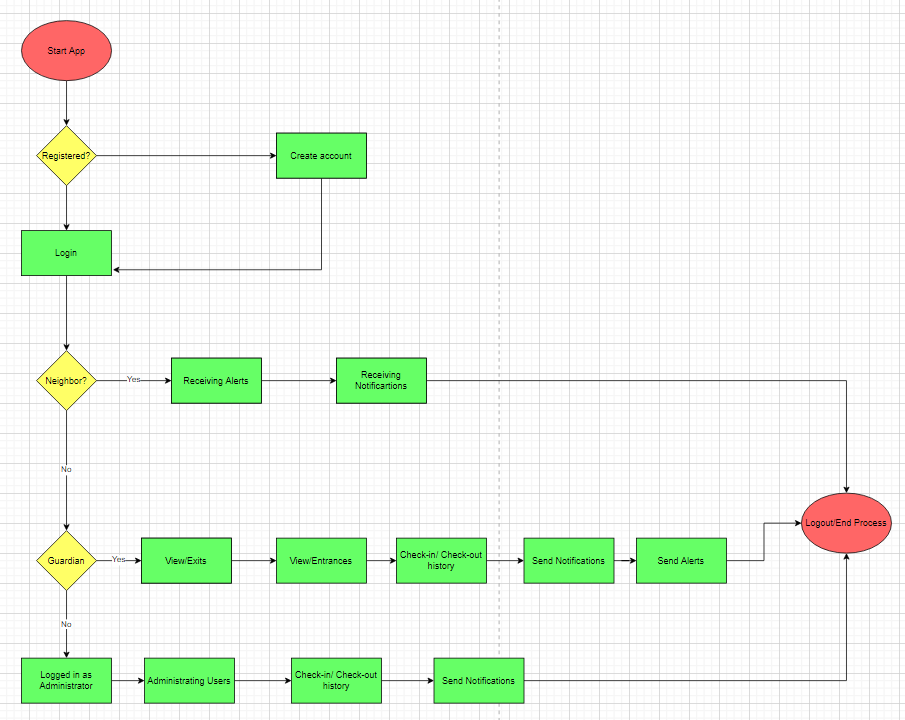 Start App
Registered?
Create account
Login
Neighbor?
Yes
Receiving Alerts
Receiving
Notificartions
No
Logout/End Process
Guardian
Yes
View/Exits
View/Entrances
Check-in/ Check-out
history
Send Notifications
Send Alerts
No
Logged in as
Administrator
Administrating Users
Check-in/ Check-out
history
Send Notifications